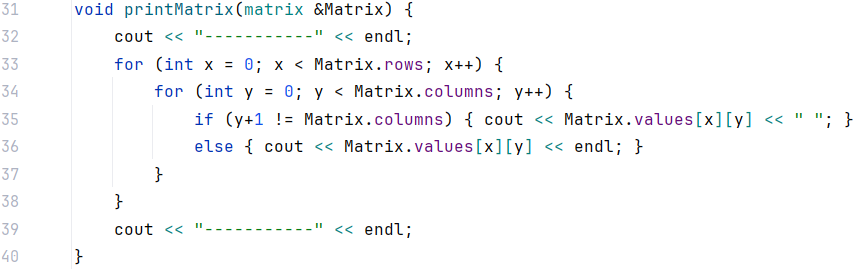 31 void printMatrix(matrix &Matrix) {
32 cout << "-----------" << endl;
33 for (int x = 0; x < Matrix.rows; x++) {
34 for (int y = 0; y < Matrix.columns; y++) {
35 if (y+1 != Matrix.columns) { cout << Matrix.values[x][y] << " "; }
36 else { cout << Matrix.values[x][y] << endl; }
37 }
38 }
39 cout << "-----------" << endl;
40 }